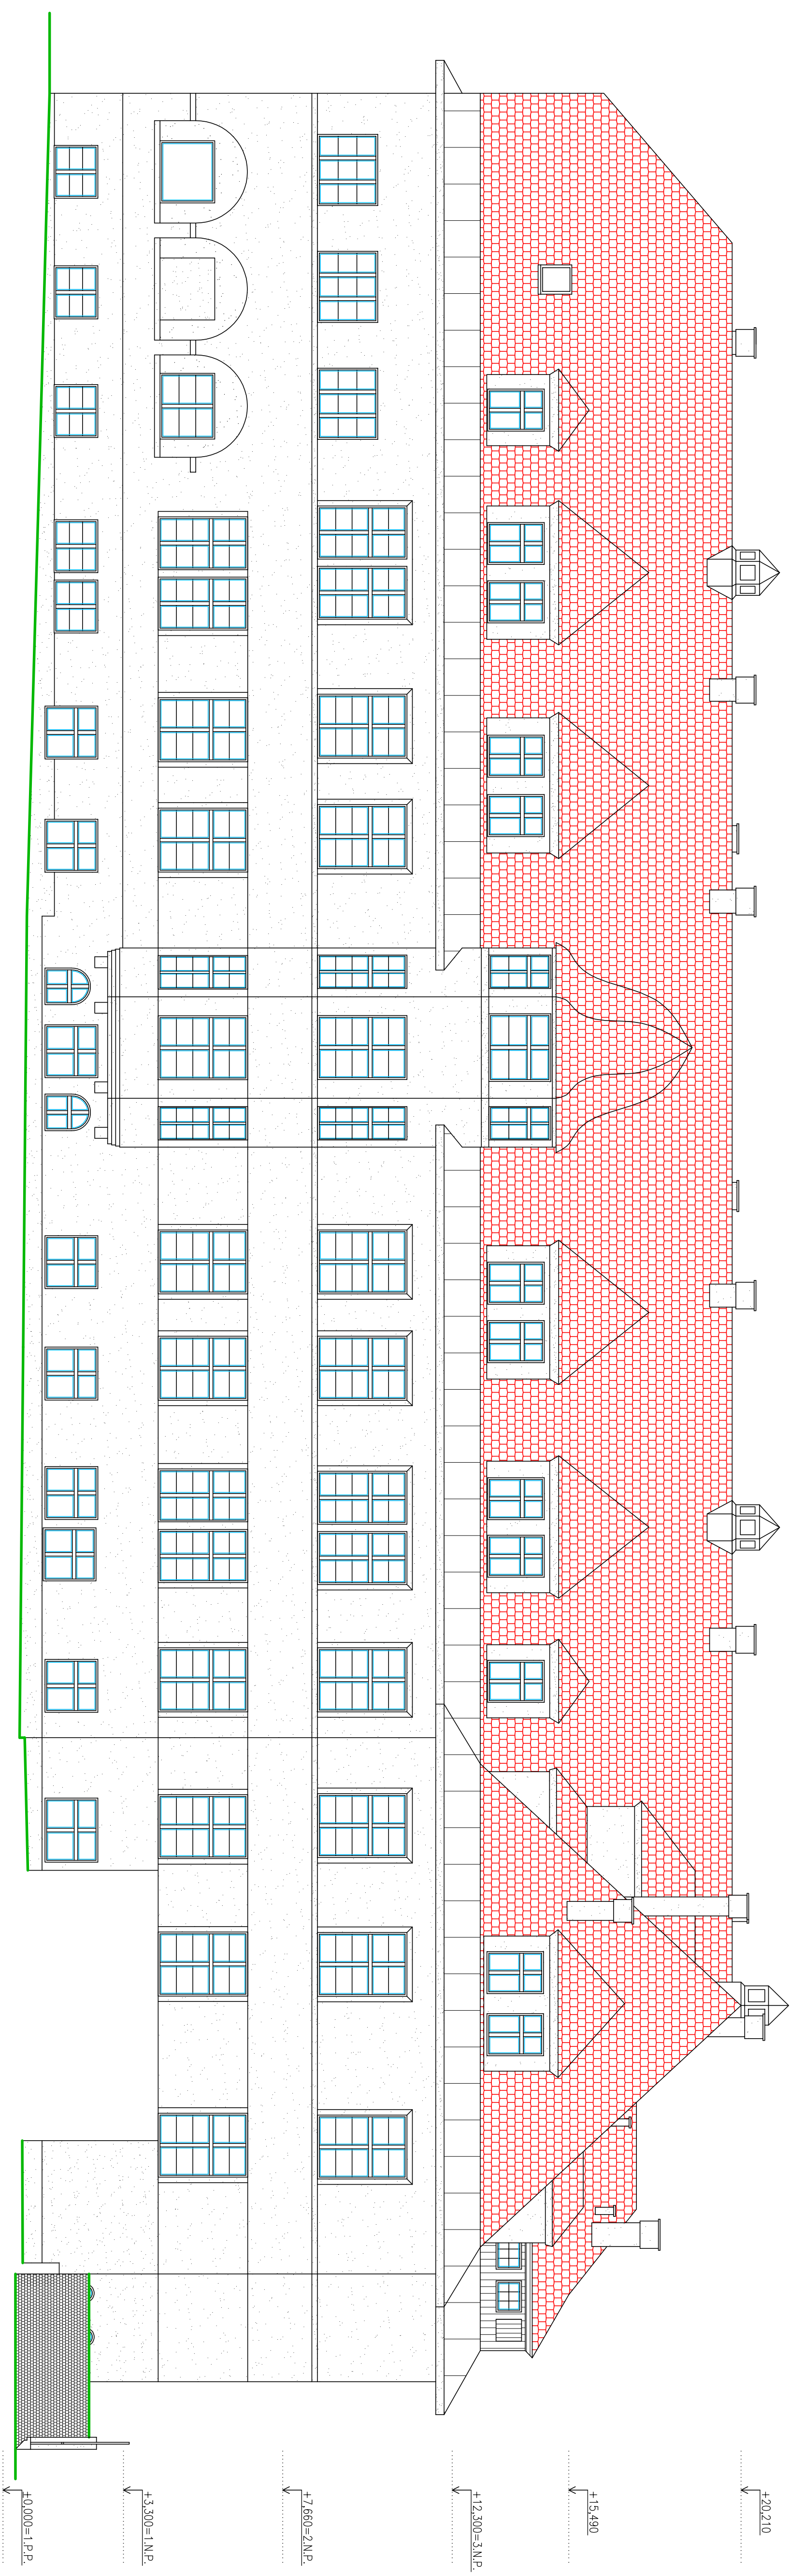 +20,210
+15,490
+12,300=3.N.P.
+7,660=2.N.P.
+3,300=1.N.P.
+0,000=1.P.P.